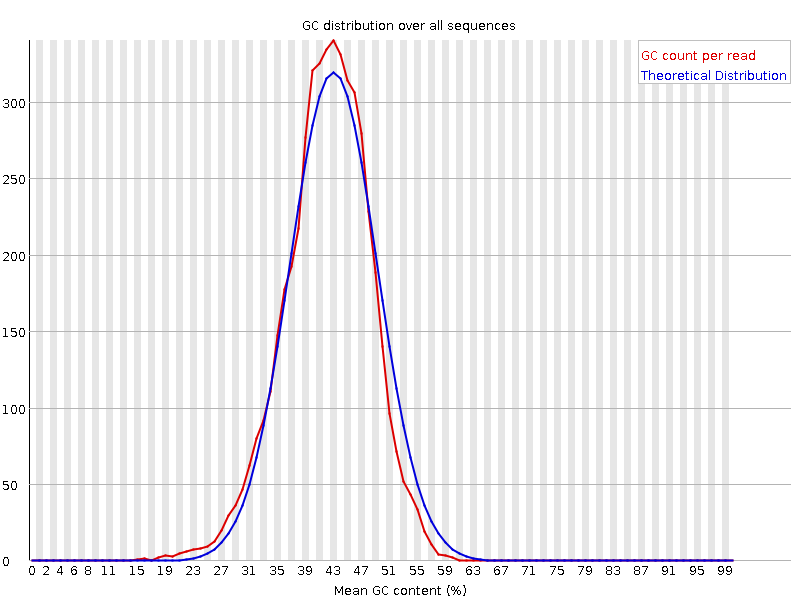 GC distribution over all sequences
GC count per read
Theoretical Distribution
300
250
200
150
100
50
0
0 2 4 6 8 11 15 19 23 27 31 35 39 43 47 51 55 59 63 67 71 75 79 83 87 91 95 99
Mean GC content (%)